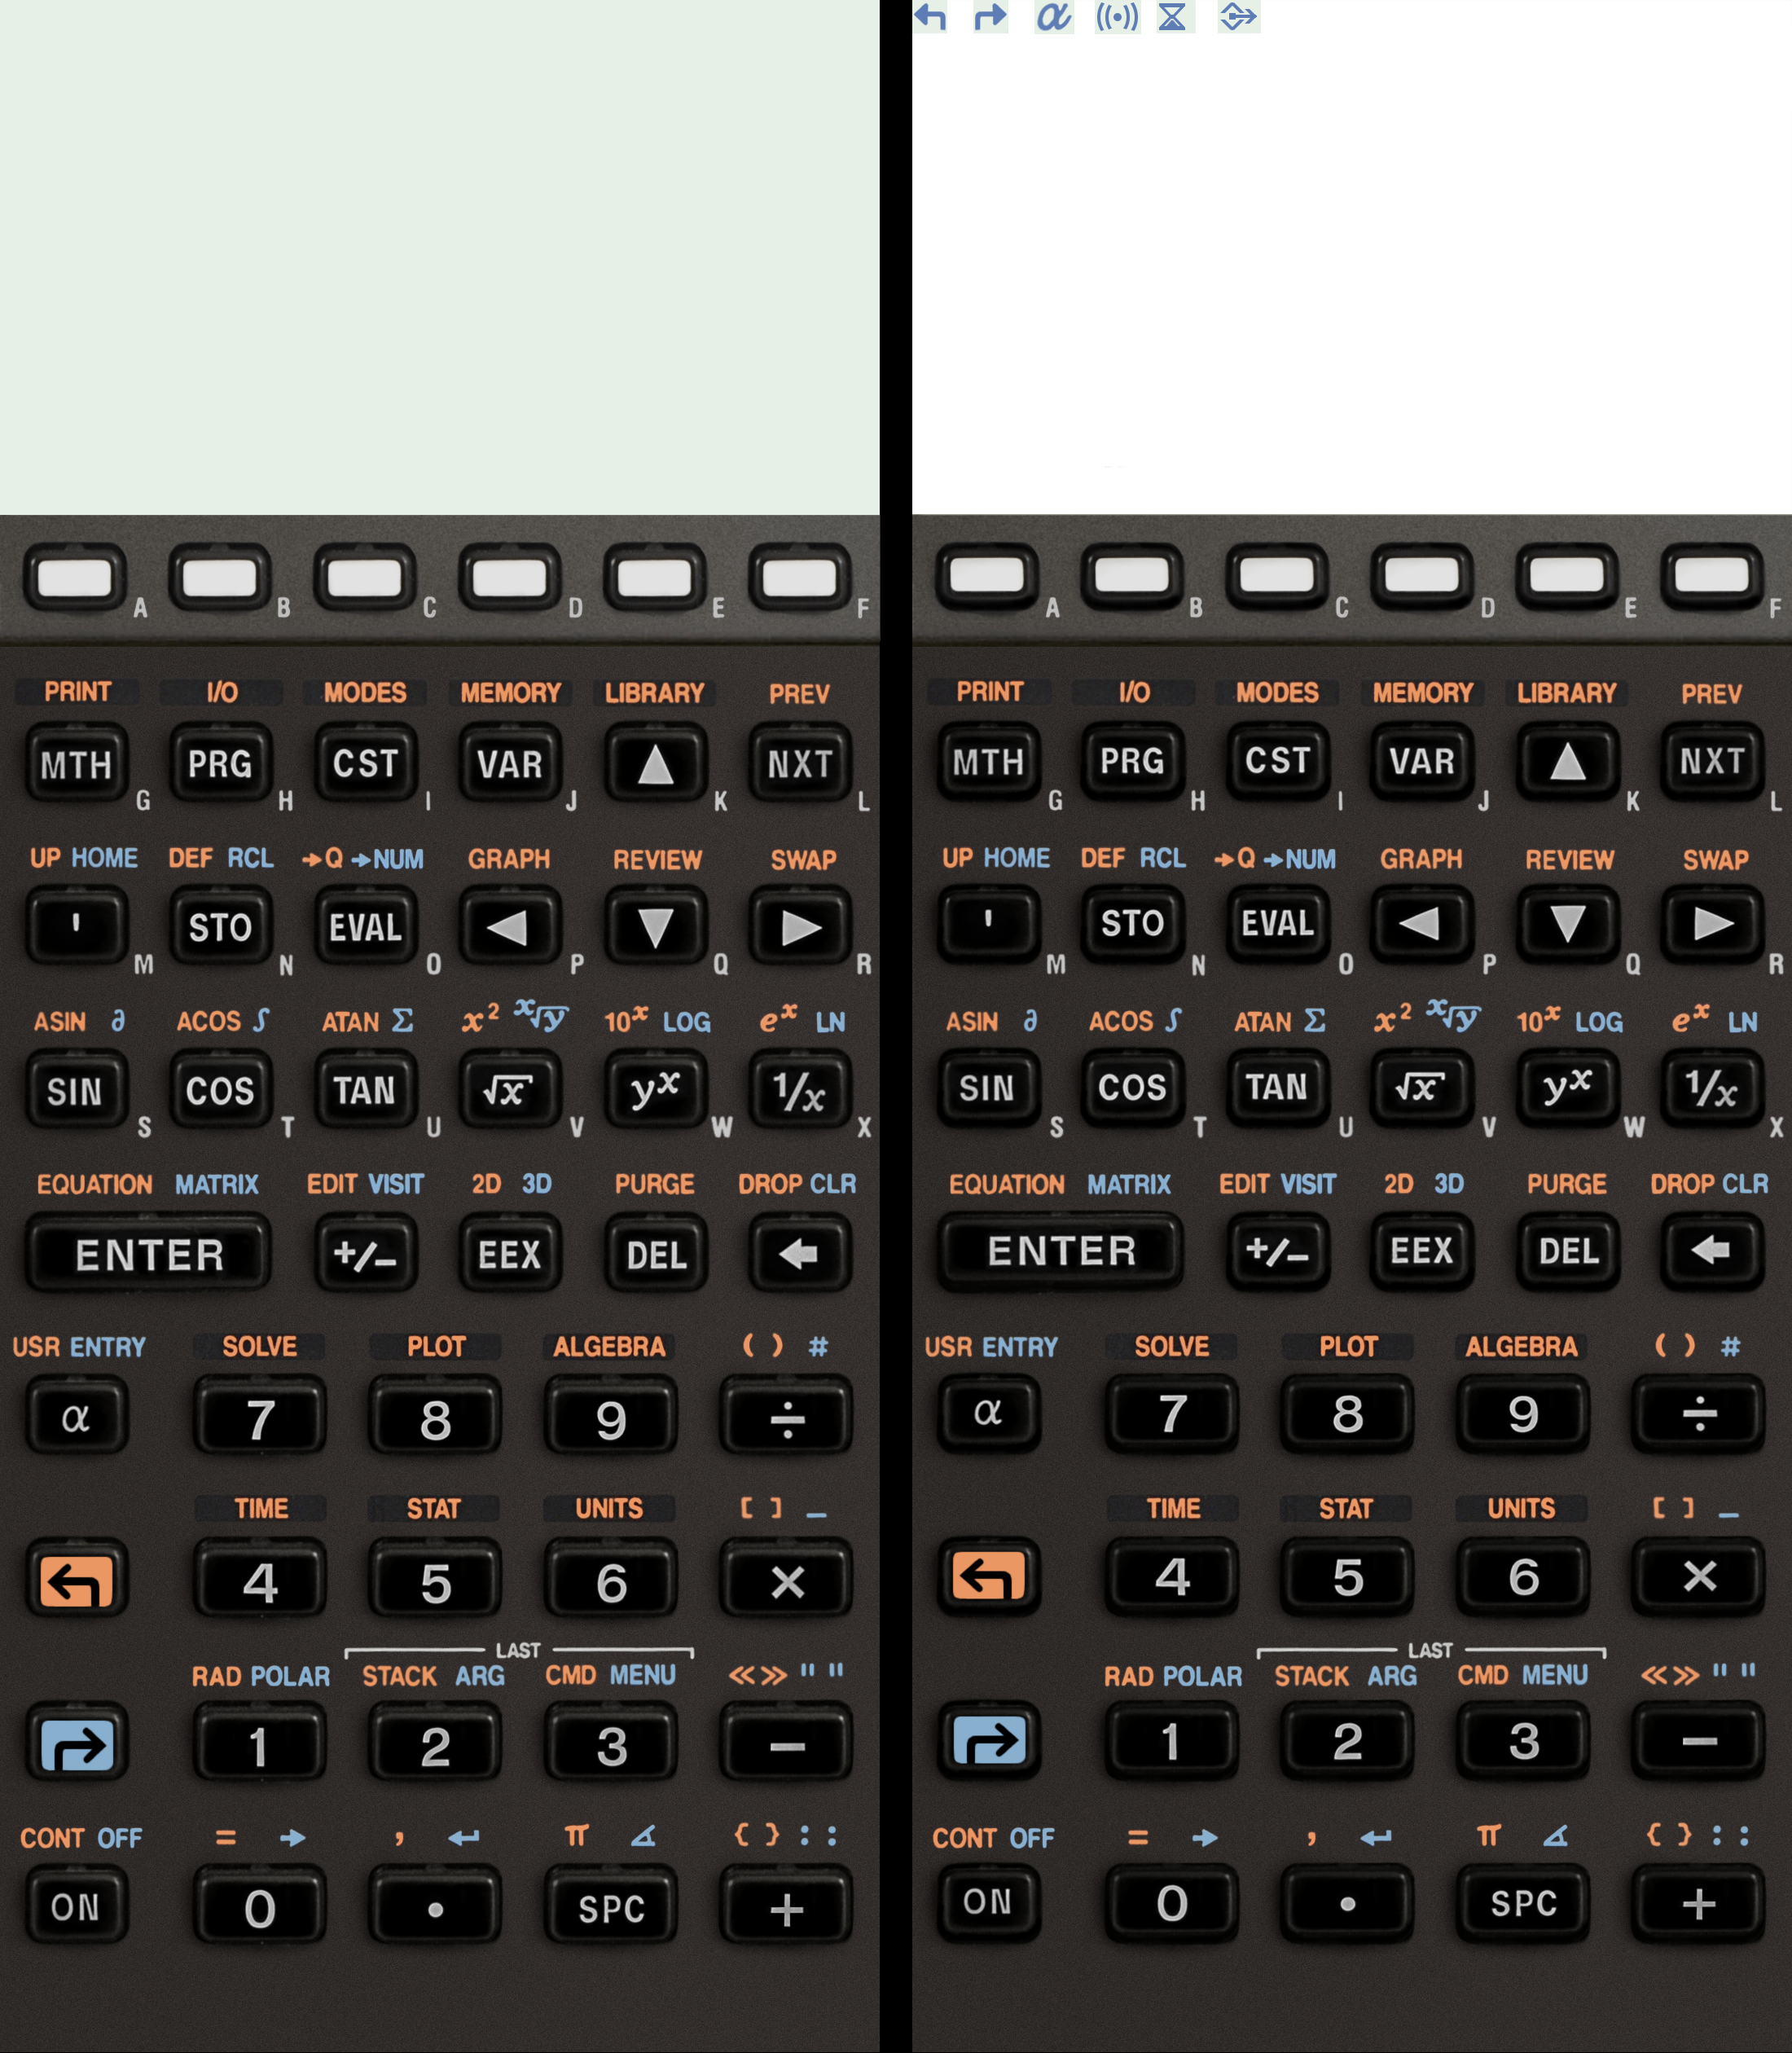 A B C D E F
PRINT I/O MODES MEMORY LIBRARY PREV
MTH PRG CST VAR ▲ NXT
G H I J K L
UP HOME DEF RCL →Q →NUM GRAPH REVIEW SWAP
' STO EVAL ◀ ▼ ▶
M N O P Q R
ASIN ∂ ACOS ∫ ATAN Σ x² ˣ√y 10ˣ LOG eˣ LN
SIN COS TAN √x yˣ 1/x
S T U V W X
EQUATION MATRIX EDIT VISIT 2D 3D PURGE DROP CLR
ENTER +/− EEX DEL ←
USR ENTRY SOLVE PLOT ALGEBRA ( ) #
α 7 8 9 ÷
TIME STAT UNITS [ ] _
↰ 4 5 6 ×
LAST
RAD POLAR STACK ARG CMD MENU « » " "
↱ 1 2 3 −
CONT OFF = → , ↵ π ∡ { } : :
ON 0 . SPC +
↰ ↱ α ((•)) ⧖ ⎆
A B C D E F
PRINT I/O MODES MEMORY LIBRARY PREV
MTH PRG CST VAR ▲ NXT
G H I J K L
UP HOME DEF RCL →Q →NUM GRAPH REVIEW SWAP
' STO EVAL ◀ ▼ ▶
M N O P Q R
ASIN ∂ ACOS ∫ ATAN Σ x² ˣ√y 10ˣ LOG eˣ LN
SIN COS TAN √x yˣ 1/x
S T U V W X
EQUATION MATRIX EDIT VISIT 2D 3D PURGE DROP CLR
ENTER +/− EEX DEL ←
USR ENTRY SOLVE PLOT ALGEBRA ( ) #
α 7 8 9 ÷
TIME STAT UNITS [ ] _
↰ 4 5 6 ×
LAST
RAD POLAR STACK ARG CMD MENU « » " "
↱ 1 2 3 −
CONT OFF = → , ↵ π ∡ { } : :
ON 0 . SPC +